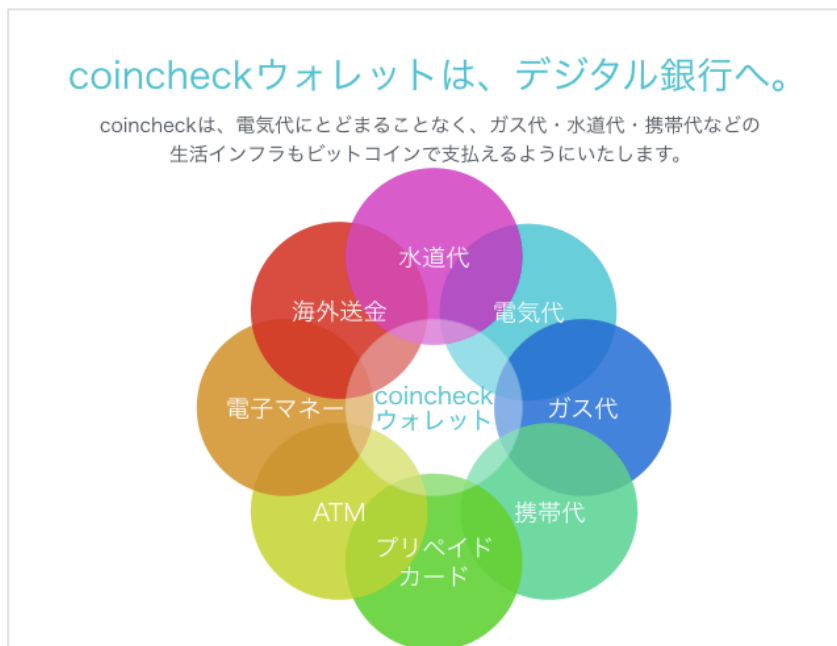 coincheckウォレットは、デジタル銀行へ。
coincheckは、電気代にとどまることなく、ガス代・水道代・携帯代などの
生活インフラもビットコインで支払えるようにいたします。
水道代
海外送金
電気代
coincheck
ウォレット
電子マネー
ガス代
ATM
携帯代
プリペイド
カード